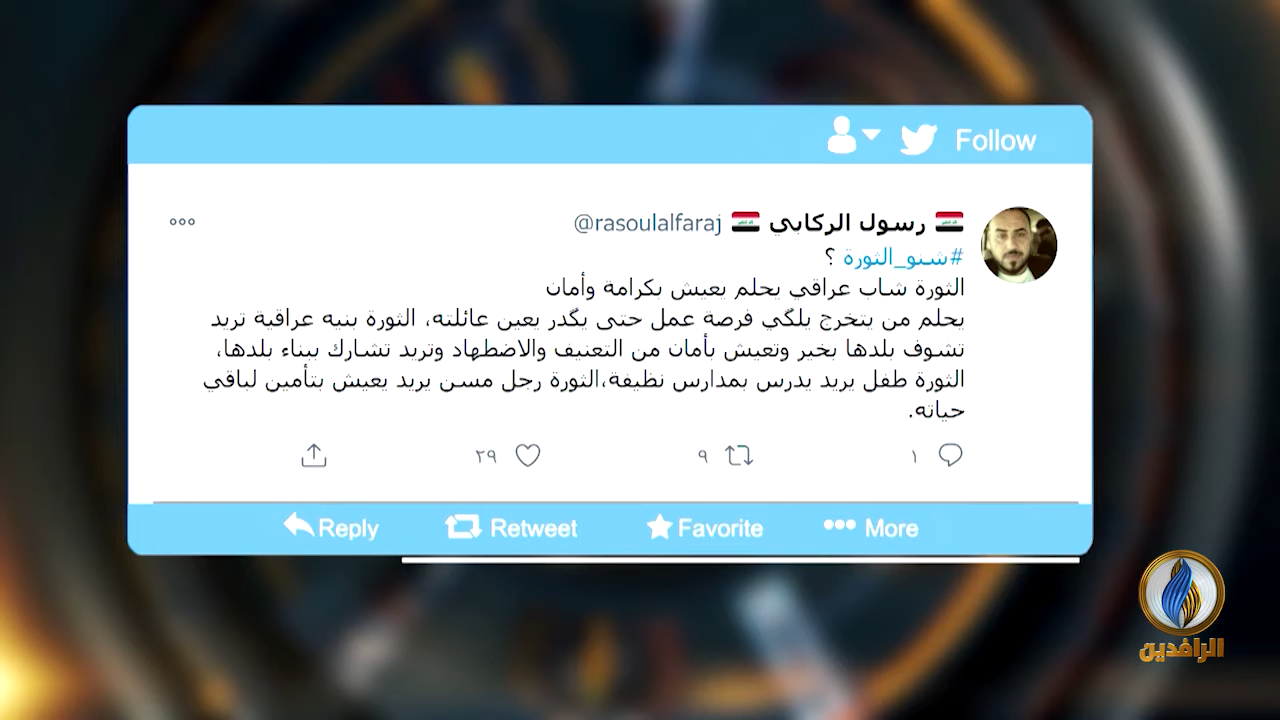 Follow
رسول الركابي @rasoulalfaraj
#شنو_الثورة ؟
الثورة شاب عراقي يحلم يعيش بكرامة وأمان
يحلم من يتخرج يلگي فرصة عمل حتى يگدر يعين عائلته، الثورة بنيه عراقية تريد
تشوف بلدها بخير وتعيش بأمان من التعنيف والاضطهاد وتريد تشارك ببناء بلدها،
الثورة طفل يريد يدرس بمدارس نظيفة،الثورة رجل مسن يريد يعيش بتأمين لباقي
حياته.
١ ٩ ٢٩
Reply Retweet Favorite More
الرافدين